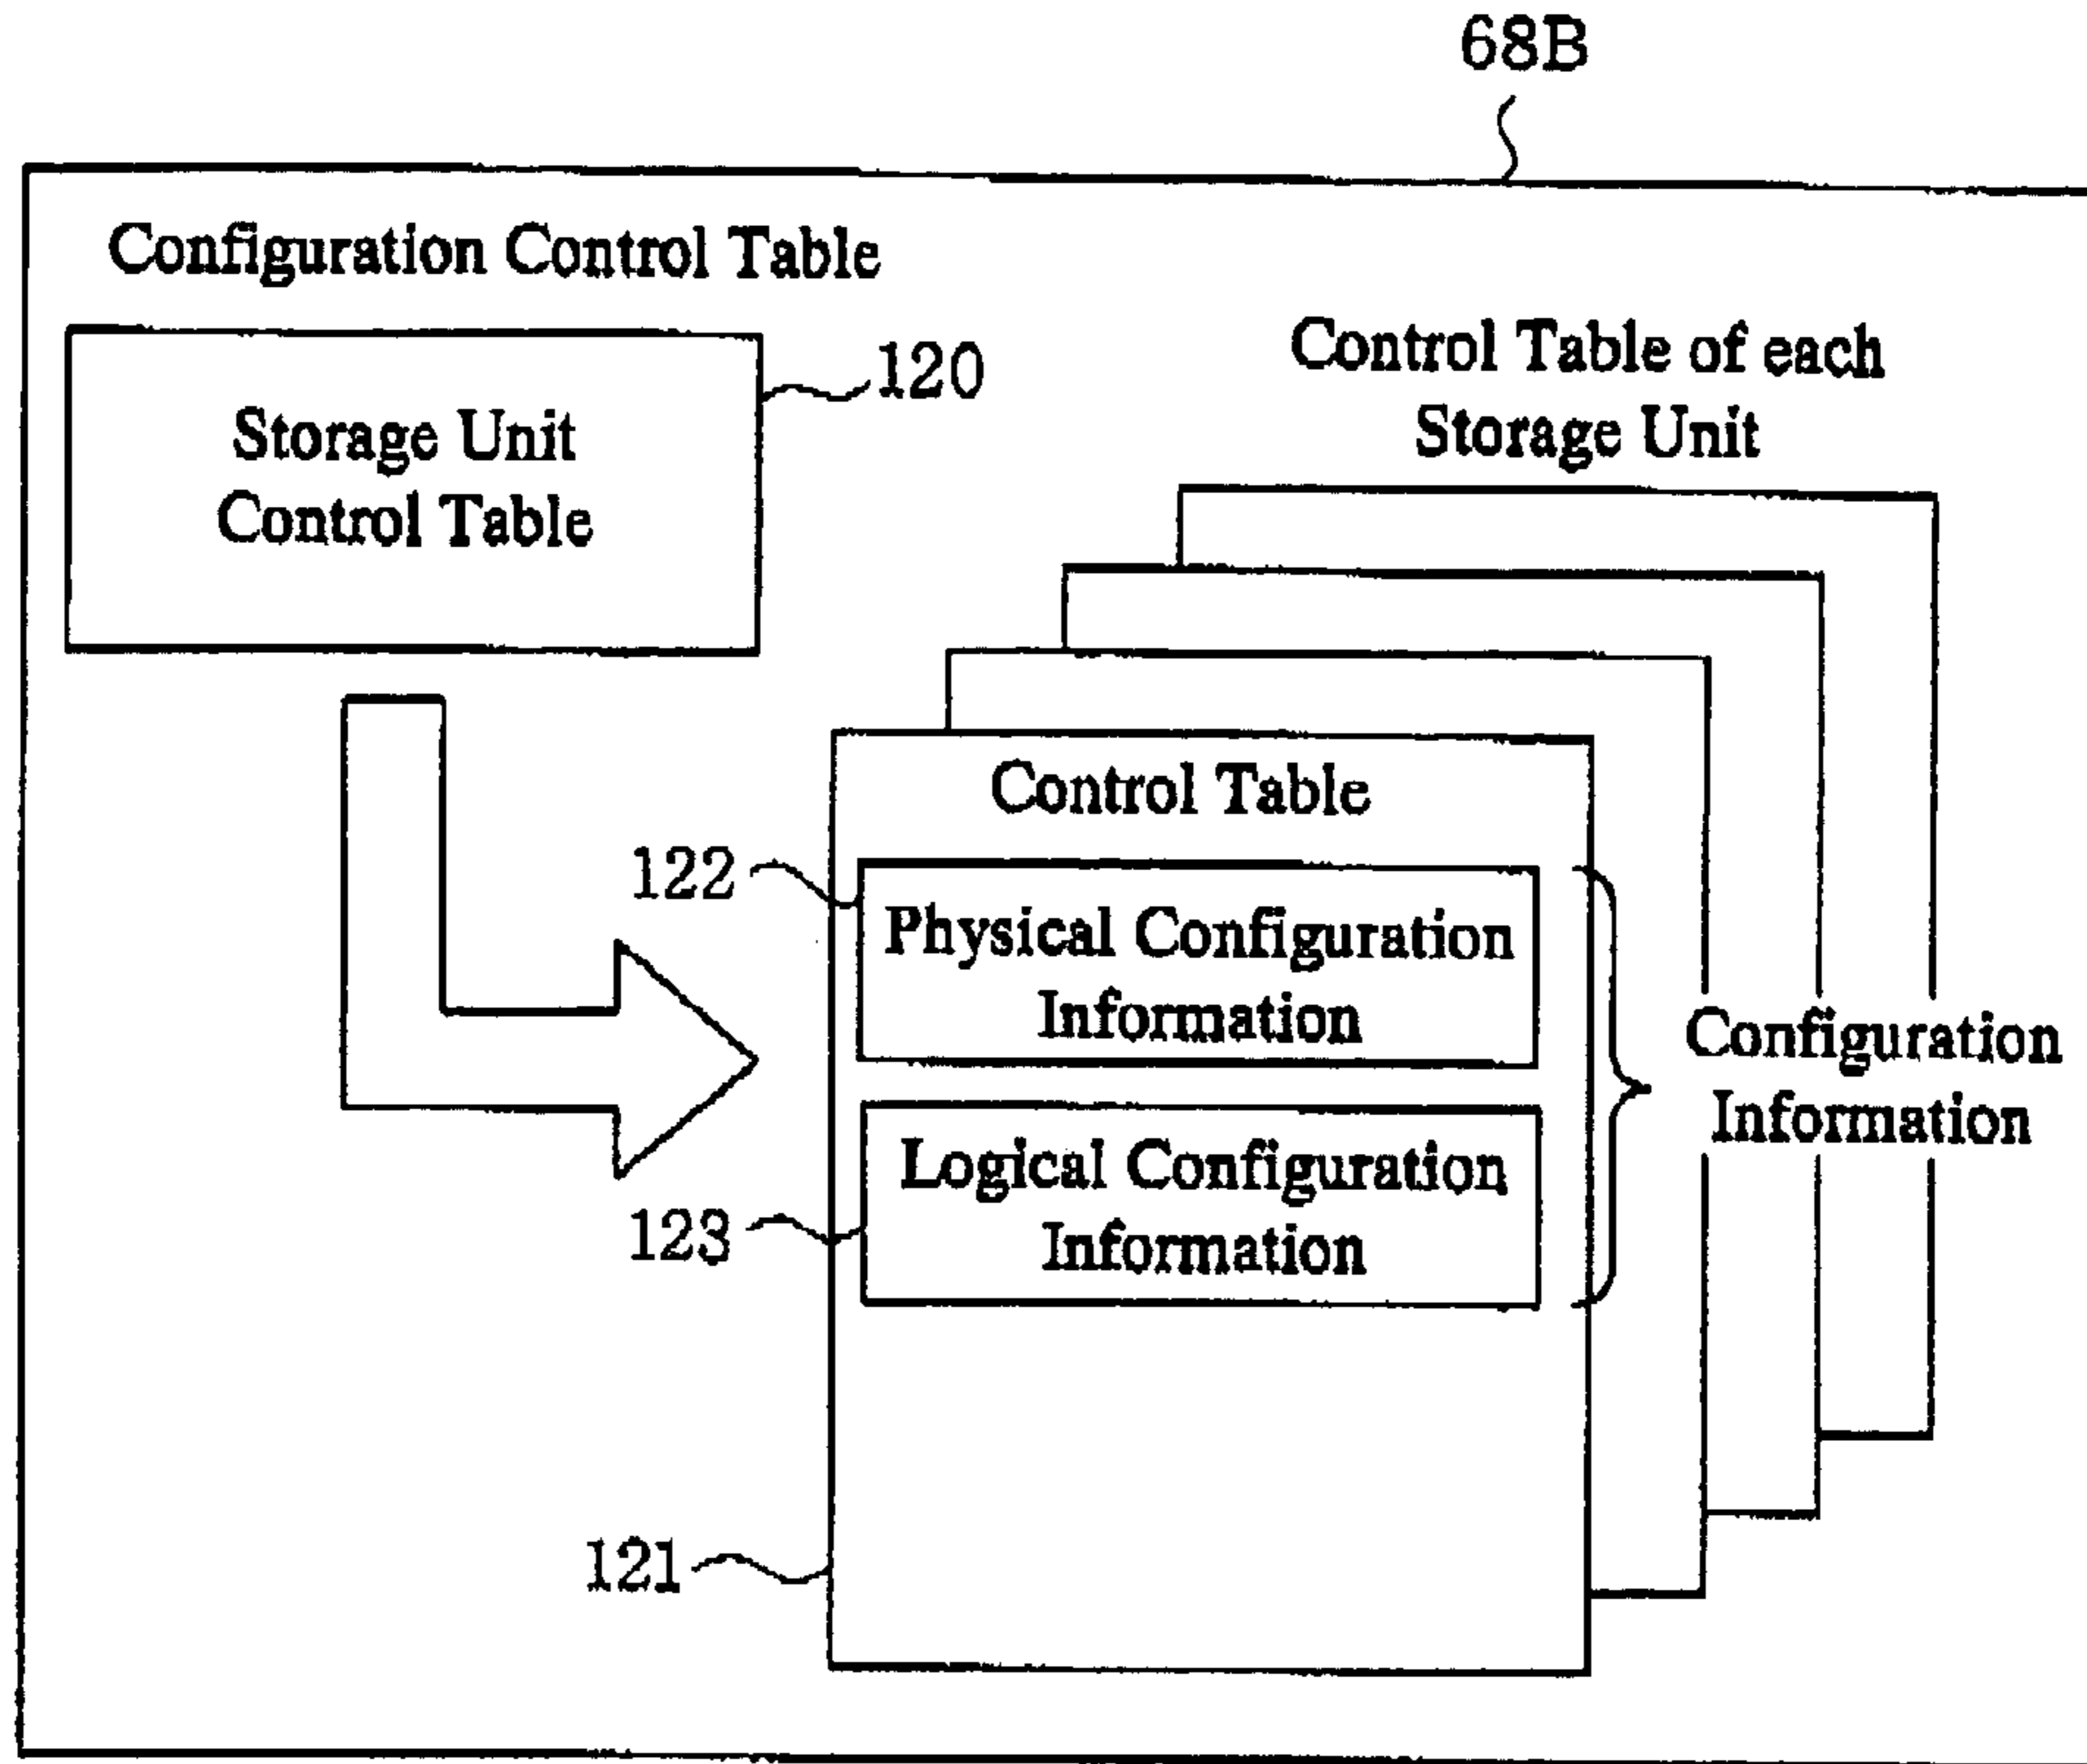 68B
Configuration Control Table
Control Table of each
Storage Unit
120
Storage Unit
Control Table
Control Table
122
Physical Configuration
Information
Configuration
Information
Logical Configuration
Information
123
121